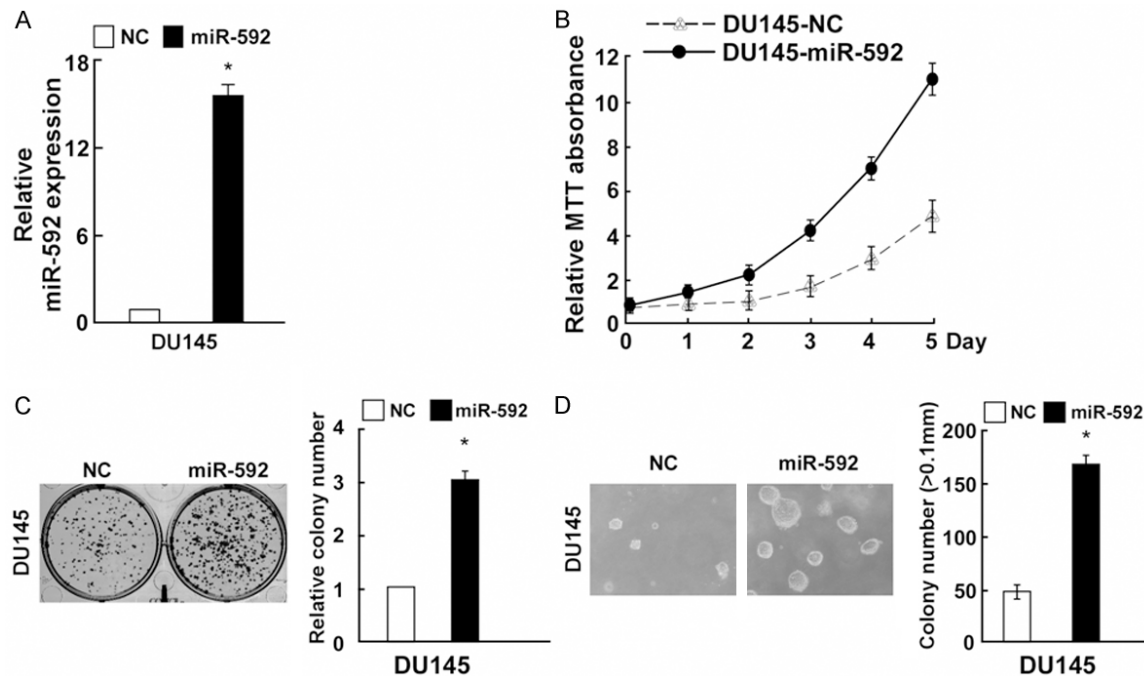 A
NC miR-592
Relative
miR-592 expression
18
12
6
0
*
DU145
B
DU145-NC
DU145-miR-592
Relative MTT absorbance
12
10
8
6
4
2
0
0 1 2 3 4 5 Day
C
NC miR-592
DU145
NC miR-592
Relative colony number
4
3
2
1
0
*
DU145
D
NC miR-592
DU145
NC miR-592
Colony number (>0.1mm)
200
150
100
50
0
*
DU145